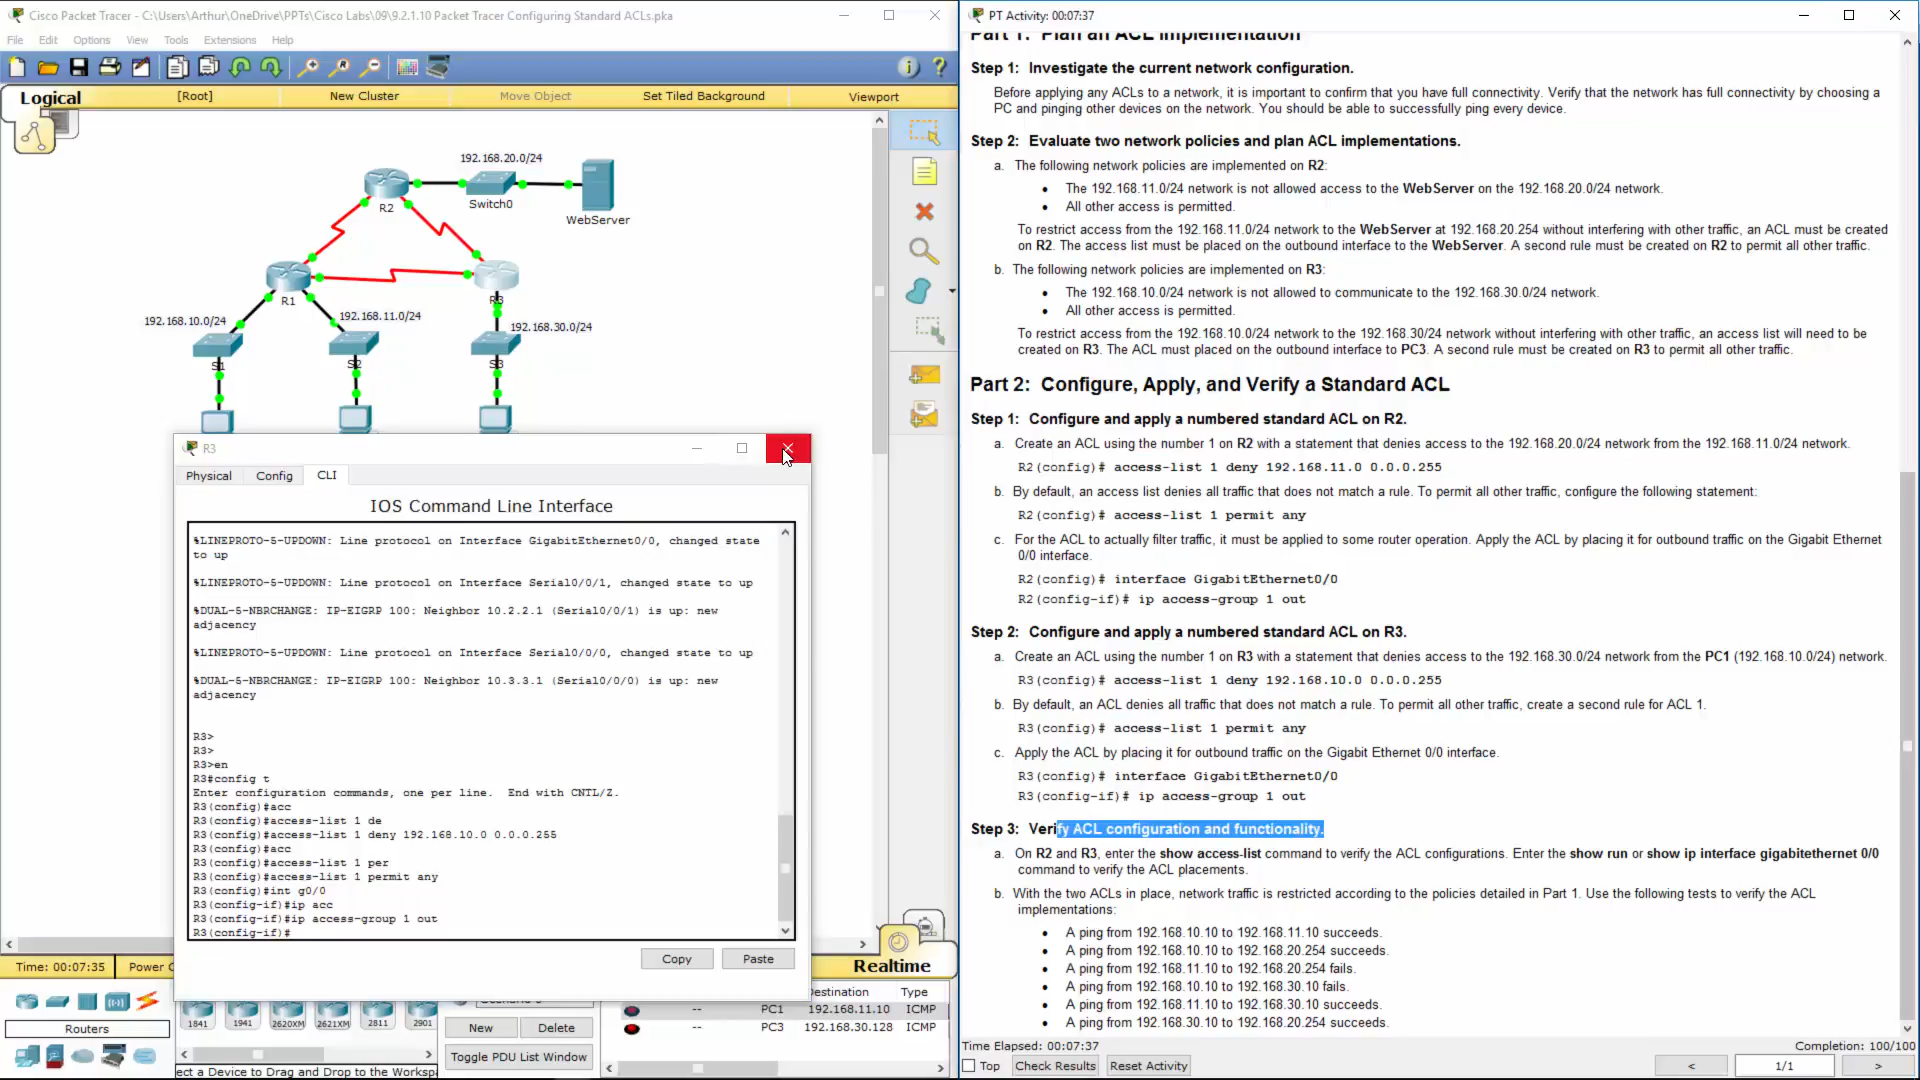 Cisco Packet Tracer - C:\Users\Arthur\OneDrive\PPTs\Cisco Labs\09\9.2.1.10 Packet Tracer Configuring Standard ACLs.pka
File Edit Options View Tools Extensions Help
Logical [Root] New Cluster Move Object Set Tiled Background Viewport
192.168.20.0/24
R2
Switch0
WebServer
R1
R3
192.168.10.0/24
192.168.11.0/24
192.168.30.0/24
S1
S2
S3
R3
Physical Config CLI
IOS Command Line Interface
%LINEPROTO-5-UPDOWN: Line protocol on Interface GigabitEthernet0/0, changed state
to up
%LINEPROTO-5-UPDOWN: Line protocol on Interface Serial0/0/1, changed state to up
%DUAL-5-NBRCHANGE: IP-EIGRP 100: Neighbor 10.2.2.1 (Serial0/0/1) is up: new
adjacency
%LINEPROTO-5-UPDOWN: Line protocol on Interface Serial0/0/0, changed state to up
%DUAL-5-NBRCHANGE: IP-EIGRP 100: Neighbor 10.3.3.1 (Serial0/0/0) is up: new
adjacency
R3>
R3>
R3>en
R3#config t
Enter configuration commands, one per line. End with CNTL/Z.
R3(config)#acc
R3(config)#access-list 1 de
R3(config)#access-list 1 deny 192.168.10.0 0.0.0.255
R3(config)#acc
R3(config)#access-list 1 per
R3(config)#access-list 1 permit any
R3(config)#int g0/0
R3(config-if)#ip acc
R3(config-if)#ip access-group 1 out
R3(config-if)#
Copy Paste
Time: 00:07:35 Power C
Realtime
Routers
1841 1941 2620XM 2621XM 2811 2901
ect a Device to Drag and Drop to the Workspa
New Delete
Toggle PDU List Window
estination Type
-- PC1 192.168.11.10 ICMP
-- PC3 192.168.30.128 ICMP
PT Activity: 00:07:37
Part 1: Plan an ACL Implementation
Step 1: Investigate the current network configuration.
Before applying any ACLs to a network, it is important to confirm that you have full connectivity. Verify that the network has full connectivity by choosing a
PC and pinging other devices on the network. You should be able to successfully ping every device.
Step 2: Evaluate two network policies and plan ACL implementations.
a. The following network policies are implemented on R2:
• The 192.168.11.0/24 network is not allowed access to the WebServer on the 192.168.20.0/24 network.
• All other access is permitted.
To restrict access from the 192.168.11.0/24 network to the WebServer at 192.168.20.254 without interfering with other traffic, an ACL must be created
on R2. The access list must be placed on the outbound interface to the WebServer. A second rule must be created on R2 to permit all other traffic.
b. The following network policies are implemented on R3:
• The 192.168.10.0/24 network is not allowed to communicate to the 192.168.30.0/24 network.
• All other access is permitted.
To restrict access from the 192.168.10.0/24 network to the 192.168.30/24 network without interfering with other traffic, an access list will need to be
created on R3. The ACL must placed on the outbound interface to PC3. A second rule must be created on R3 to permit all other traffic.
Part 2: Configure, Apply, and Verify a Standard ACL
Step 1: Configure and apply a numbered standard ACL on R2.
a. Create an ACL using the number 1 on R2 with a statement that denies access to the 192.168.20.0/24 network from the 192.168.11.0/24 network.
R2(config)# access-list 1 deny 192.168.11.0 0.0.0.255
b. By default, an access list denies all traffic that does not match a rule. To permit all other traffic, configure the following statement:
R2(config)# access-list 1 permit any
c. For the ACL to actually filter traffic, it must be applied to some router operation. Apply the ACL by placing it for outbound traffic on the Gigabit Ethernet
0/0 interface.
R2(config)# interface GigabitEthernet0/0
R2(config-if)# ip access-group 1 out
Step 2: Configure and apply a numbered standard ACL on R3.
a. Create an ACL using the number 1 on R3 with a statement that denies access to the 192.168.30.0/24 network from the PC1 (192.168.10.0/24) network.
R3(config)# access-list 1 deny 192.168.10.0 0.0.0.255
b. By default, an ACL denies all traffic that does not match a rule. To permit all other traffic, create a second rule for ACL 1.
R3(config)# access-list 1 permit any
c. Apply the ACL by placing it for outbound traffic on the Gigabit Ethernet 0/0 interface.
R3(config)# interface GigabitEthernet0/0
R3(config-if)# ip access-group 1 out
Step 3: Verify ACL configuration and functionality.
a. On R2 and R3, enter the show access-list command to verify the ACL configurations. Enter the show run or show ip interface gigabitethernet 0/0
command to verify the ACL placements.
b. With the two ACLs in place, network traffic is restricted according to the policies detailed in Part 1. Use the following tests to verify the ACL
implementations:
• A ping from 192.168.10.10 to 192.168.11.10 succeeds.
• A ping from 192.168.10.10 to 192.168.20.254 succeeds.
• A ping from 192.168.11.10 to 192.168.20.254 fails.
• A ping from 192.168.10.10 to 192.168.30.10 fails.
• A ping from 192.168.11.10 to 192.168.30.10 succeeds.
• A ping from 192.168.30.10 to 192.168.20.254 succeeds.
Time Elapsed: 00:07:37 Completion: 100/100
Top Check Results Reset Activity < 1/1 >